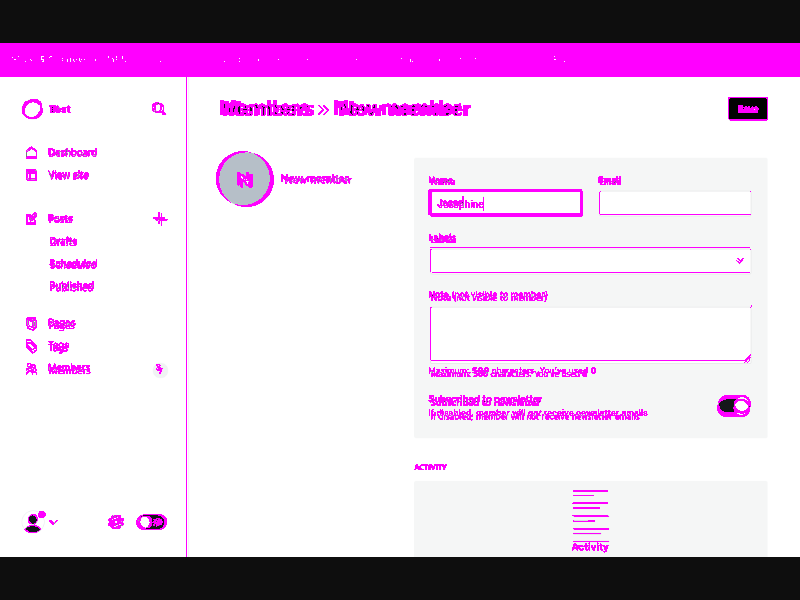 Test
Members » New member
Dashboard
View site
New member
Name
Email
Posts
Drafts
Labels
Scheduled
Published
Note (not visible to member)
Pages
Tags
Members
Maximum: 500 characters. You've used 0
Subscribed to newsletter
If disabled, member will not receive newsletter emails
ACTIVITY
Activity